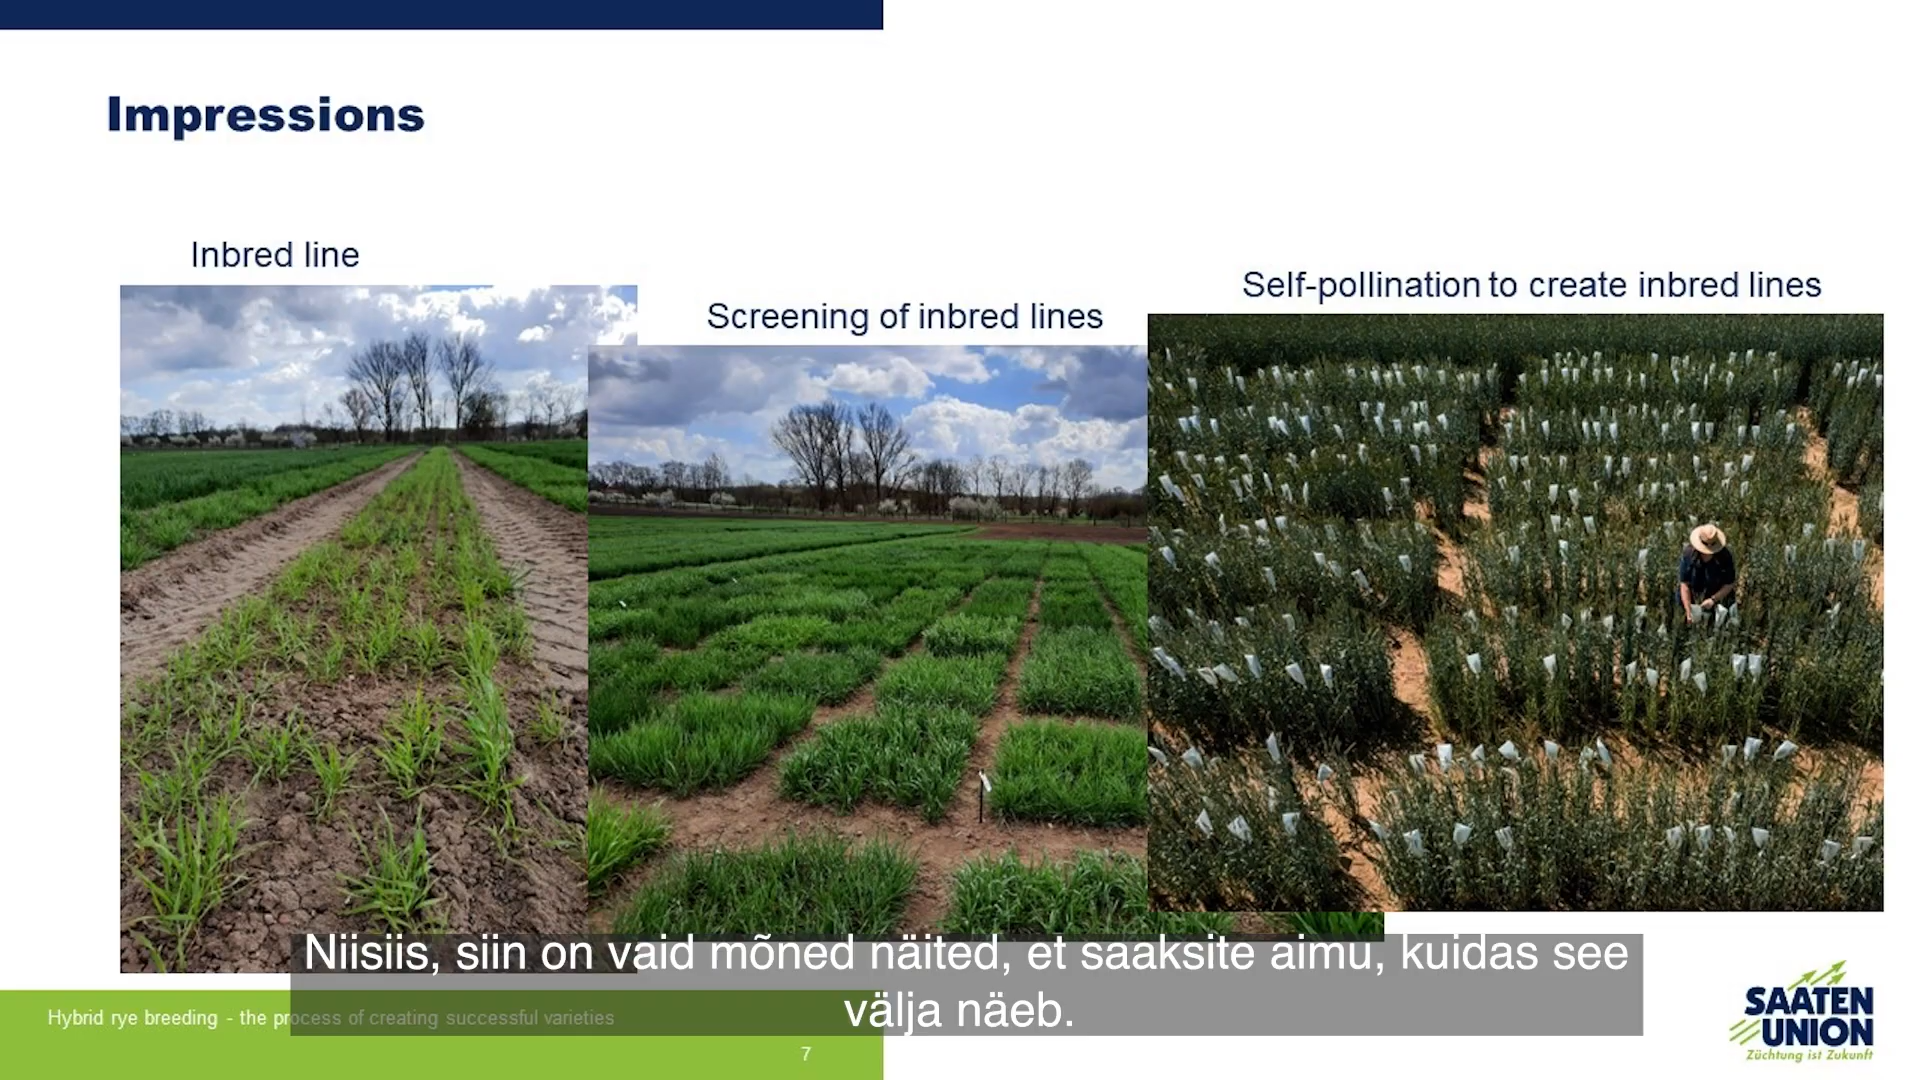 Impressions
Inbred line
Screening of inbred lines
Self-pollination to create inbred lines
Niisiis, siin on vaid mõned näited, et saaksite aimu, kuidas see
välja näeb.
Hybrid rye breeding - the process of creating successful varieties
7
SAATEN
UNION
Züchtung ist Zukunft